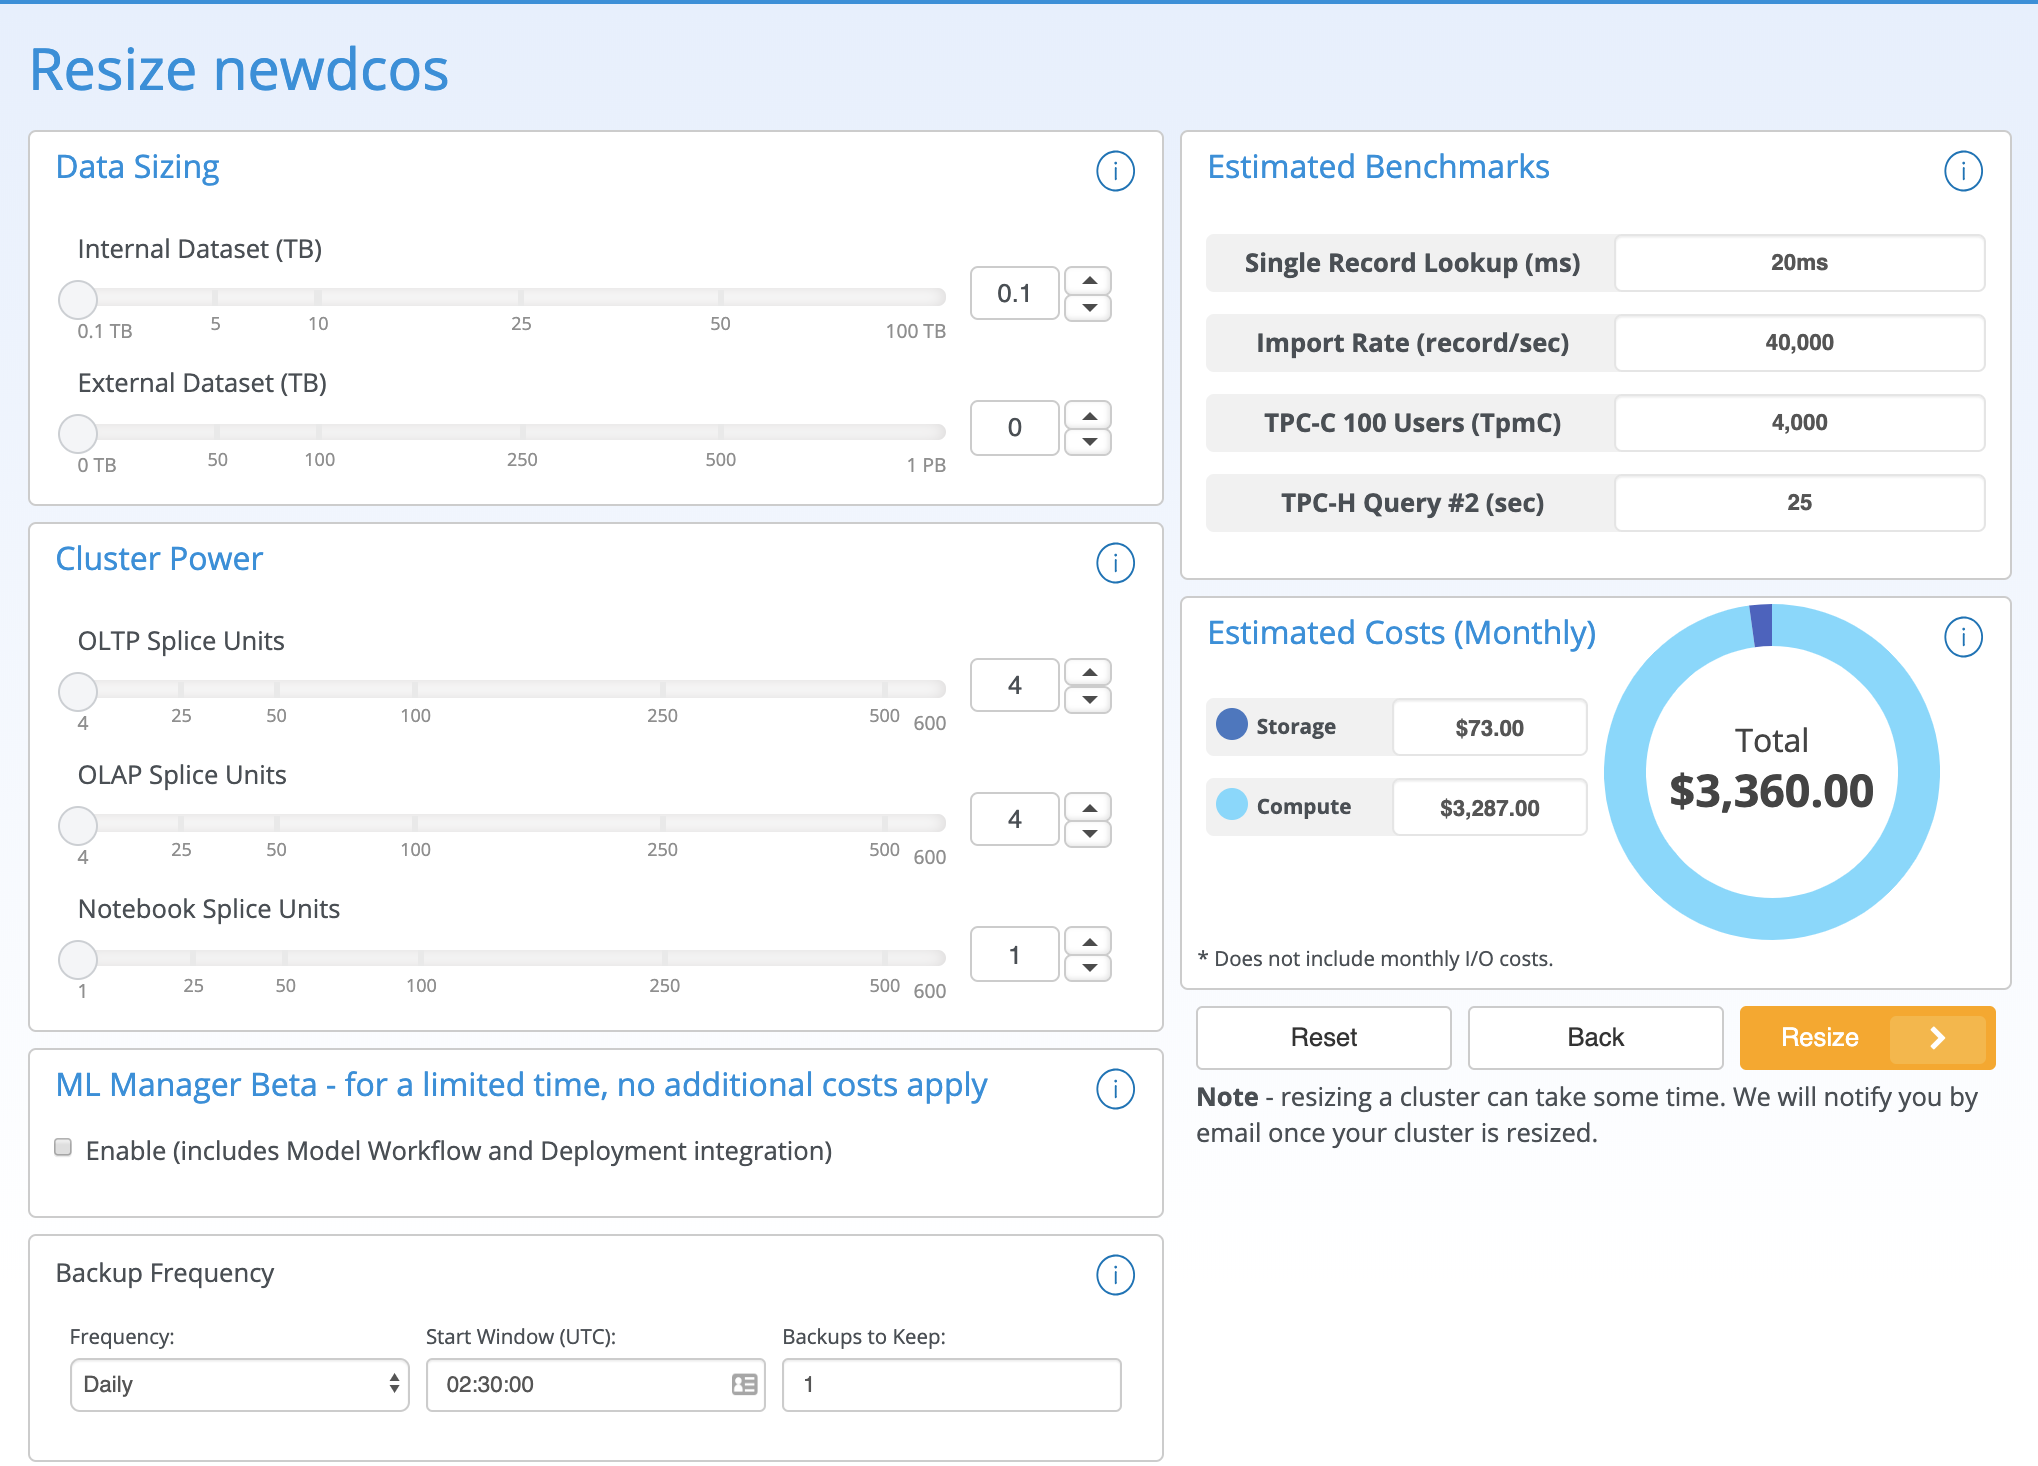 Resize newdcos
Data Sizing
Internal Dataset (TB)
0.1
0.1 TB 5 10 25 50 100 TB
External Dataset (TB)
0
0 TB 50 100 250 500 1 PB
Cluster Power
OLTP Splice Units
4
4 25 50 100 250 500 600
OLAP Splice Units
4
4 25 50 100 250 500 600
Notebook Splice Units
1
1 25 50 100 250 500 600
ML Manager Beta - for a limited time, no additional costs apply
Enable (includes Model Workflow and Deployment integration)
Backup Frequency
Frequency: Start Window (UTC): Backups to Keep:
Daily 02:30:00 1
Estimated Benchmarks
Single Record Lookup (ms) 20ms
Import Rate (record/sec) 40,000
TPC-C 100 Users (TpmC) 4,000
TPC-H Query #2 (sec) 25
Estimated Costs (Monthly)
Storage $73.00
Compute $3,287.00
Total
$3,360.00
* Does not include monthly I/O costs.
Reset Back Resize
Note - resizing a cluster can take some time. We will notify you by
email once your cluster is resized.